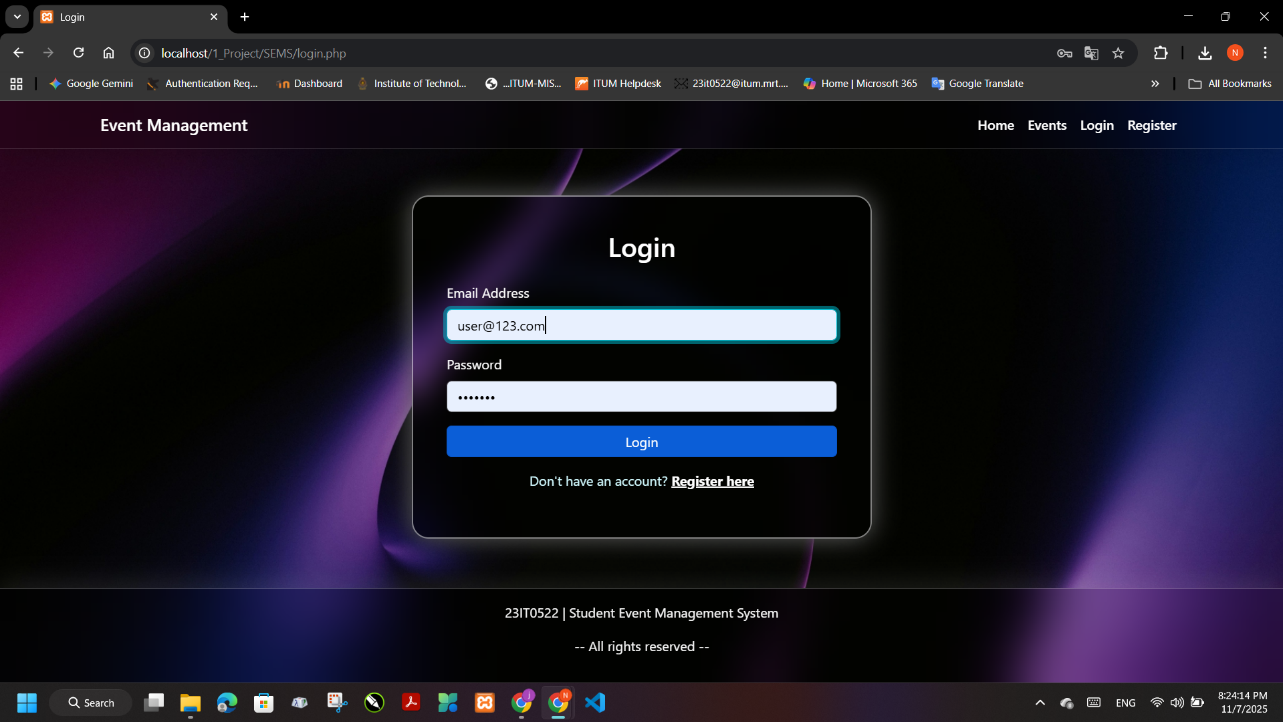 Login
localhost/1_Project/SEMS/login.php
Google Gemini
Authentication Req...
Dashboard
Institute of Technol...
...ITUM-MIS...
ITUM Helpdesk
23it0522@itum.mrt....
Home | Microsoft 365
Google Translate
All Bookmarks
N
Event Management
Home
Events
Login
Register
Login
Email Address
user@123.com
Password
Login
Don't have an account? Register here
23IT0522 | Student Event Management System
-- All rights reserved --
Search
J
N
ENG
8:24:14 PM
11/7/2025